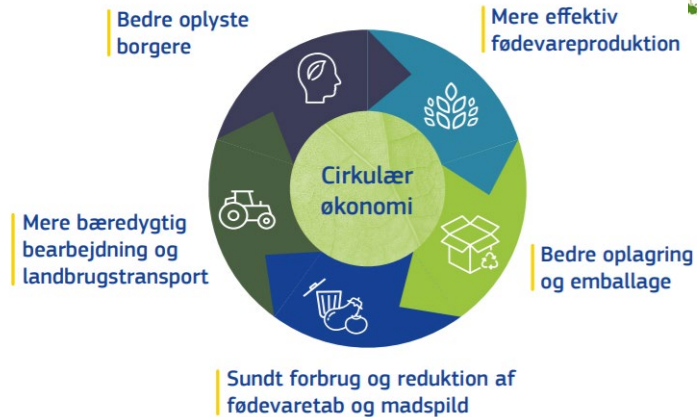 Bedre oplyste
borgere
Mere effektiv
fødevareproduktion
Cirkulær
økonomi
Mere bæredygtig
bearbejdning og
landbrugstransport
Bedre oplagring
og emballage
Sundt forbrug og reduktion af
fødevaretab og madspild